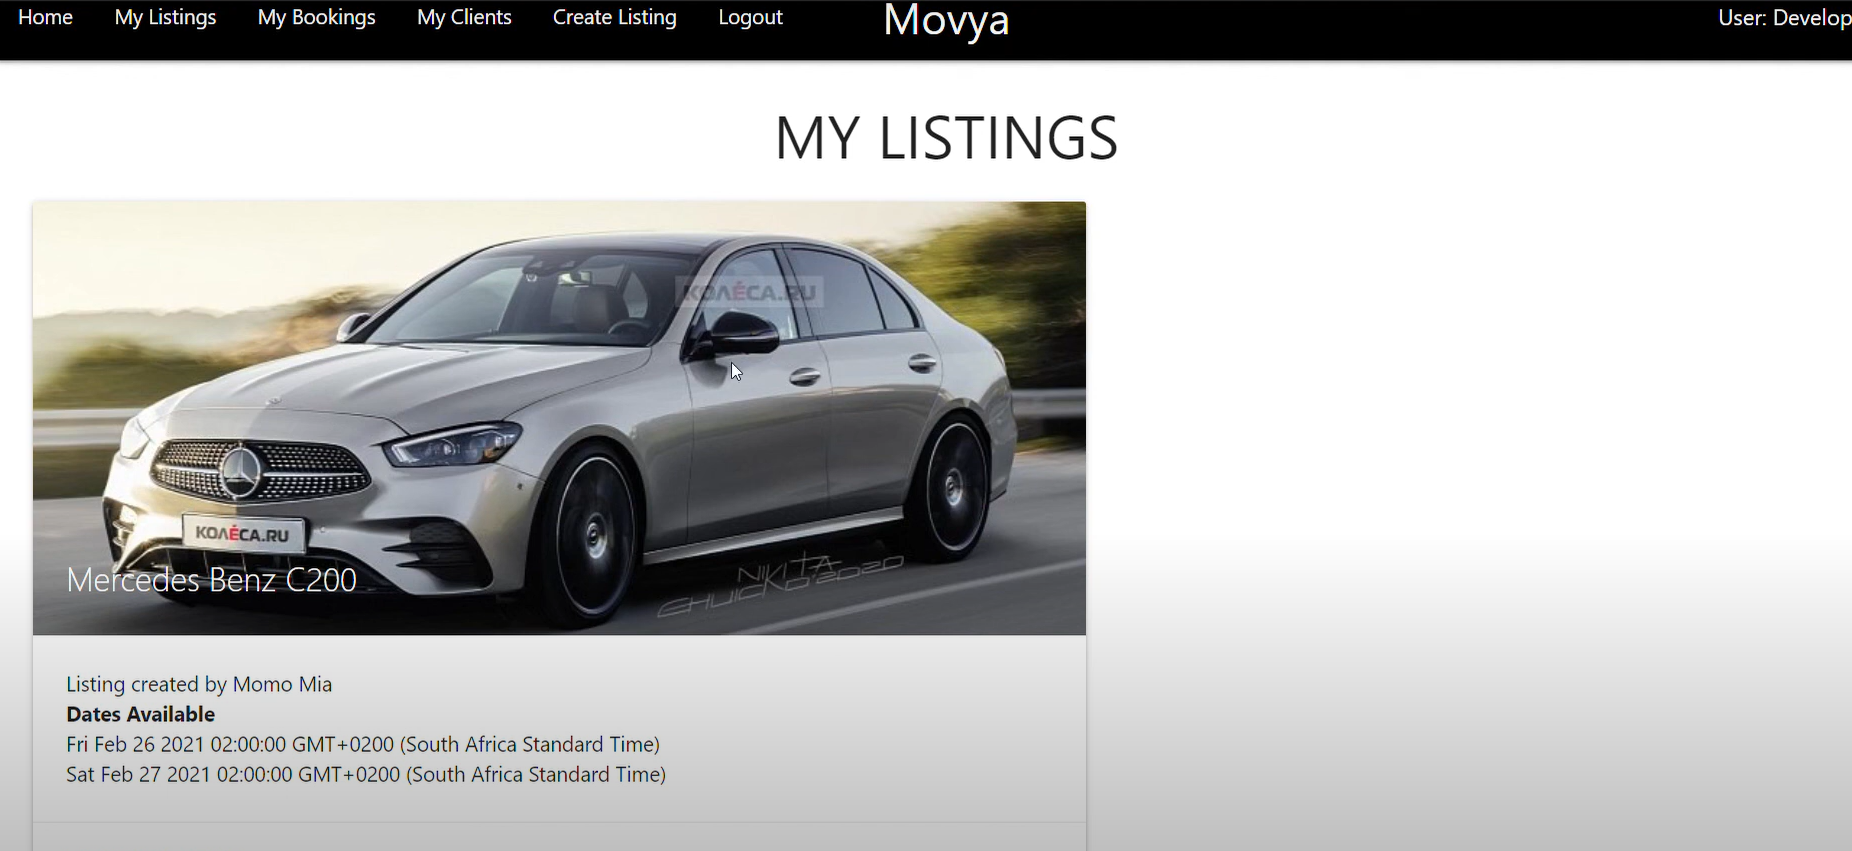 Home My Listings My Bookings My Clients Create Listing Logout Movya User: Develop
MY LISTINGS
КОЛЁСА.RU
КОЛЁСА.RU
Mercedes Benz C200
NIKITA
CHUICKO 2020
Listing created by Momo Mia
Dates Available
Fri Feb 26 2021 02:00:00 GMT+0200 (South Africa Standard Time)
Sat Feb 27 2021 02:00:00 GMT+0200 (South Africa Standard Time)